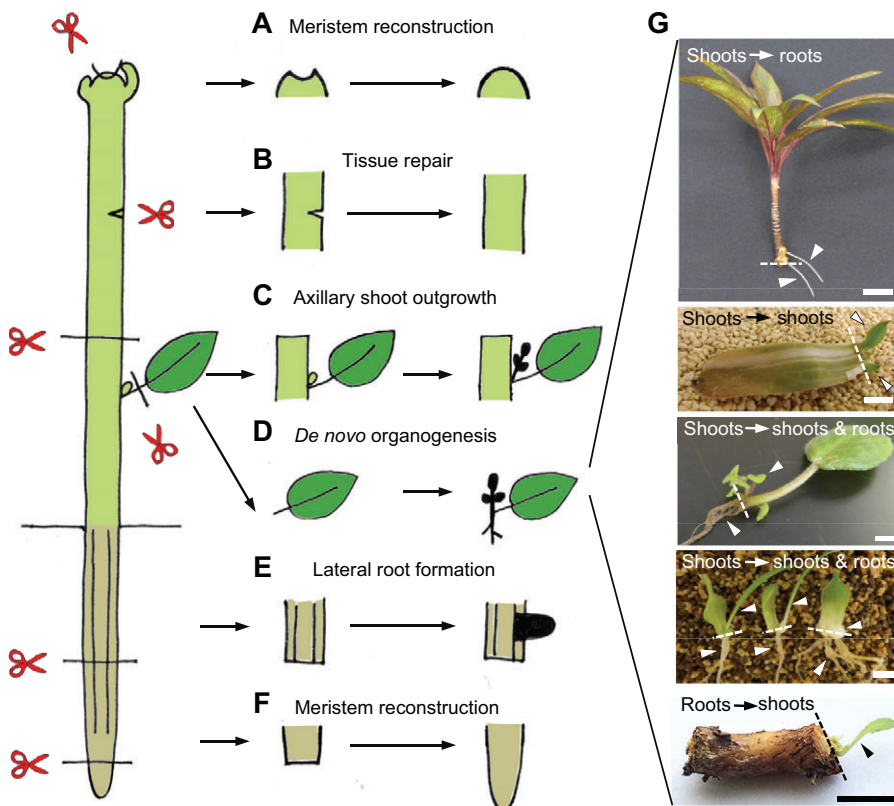 A Meristem reconstruction
B Tissue repair
C Axillary shoot outgrowth
D De novo organogenesis
E Lateral root formation
F Meristem reconstruction
G
Shoots → roots
Shoots → shoots
Shoots → shoots & roots
Shoots → shoots & roots
Roots → shoots